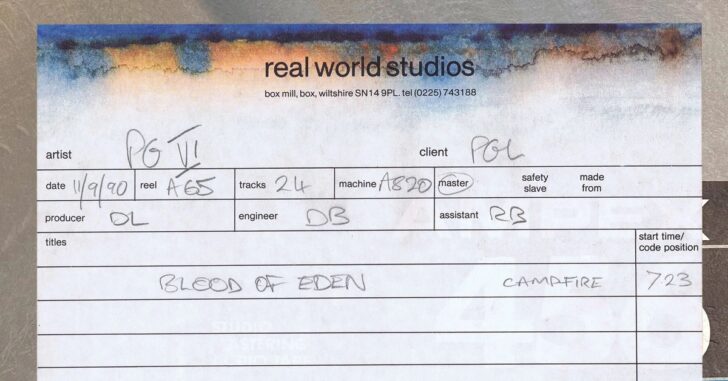 real world studios
box mill, box, wiltshire SN14 9PL. tel (0225) 743188
artist PG VI client PGL
date 11/9/90 reel A65 tracks 24 machine A820 master safety slave made from
producer DL engineer DB assistant RB
titles start time/ code position
BLOOD OF EDEN CAMPFIRE 7.23